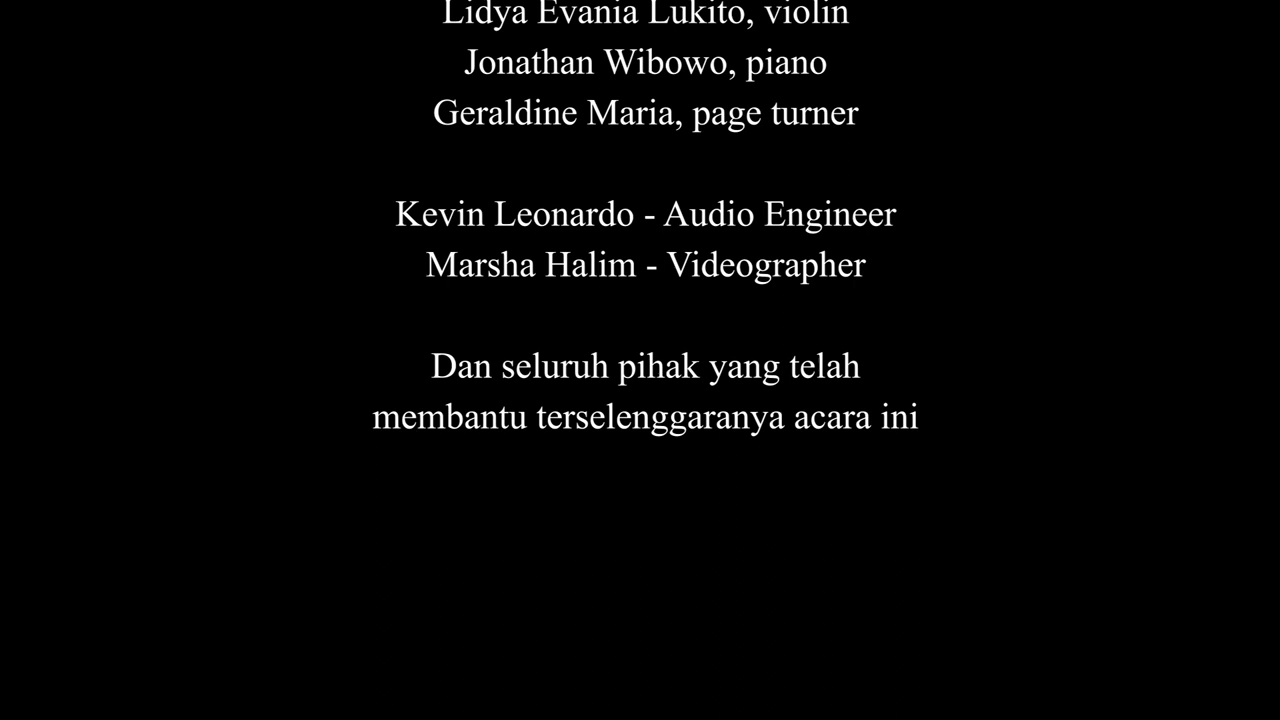 Lidya Evania Lukito, violin
Jonathan Wibowo, piano
Geraldine Maria, page turner
Kevin Leonardo - Audio Engineer
Marsha Halim - Videographer
Dan seluruh pihak yang telah
membantu terselenggaranya acara ini